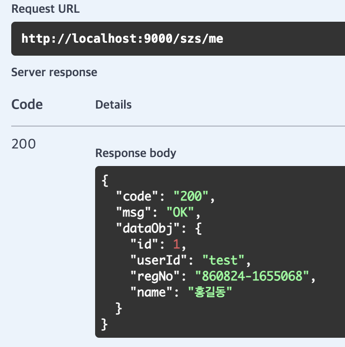 Request URL
http://localhost:9000/szs/me
Server response
Code Details
200
Response body
{
  "code": "200",
  "msg": "OK",
  "dataObj": {
    "id": 1,
    "userId": "test",
    "regNo": "860824-1655068",
    "name": "홍길동"
  }
}